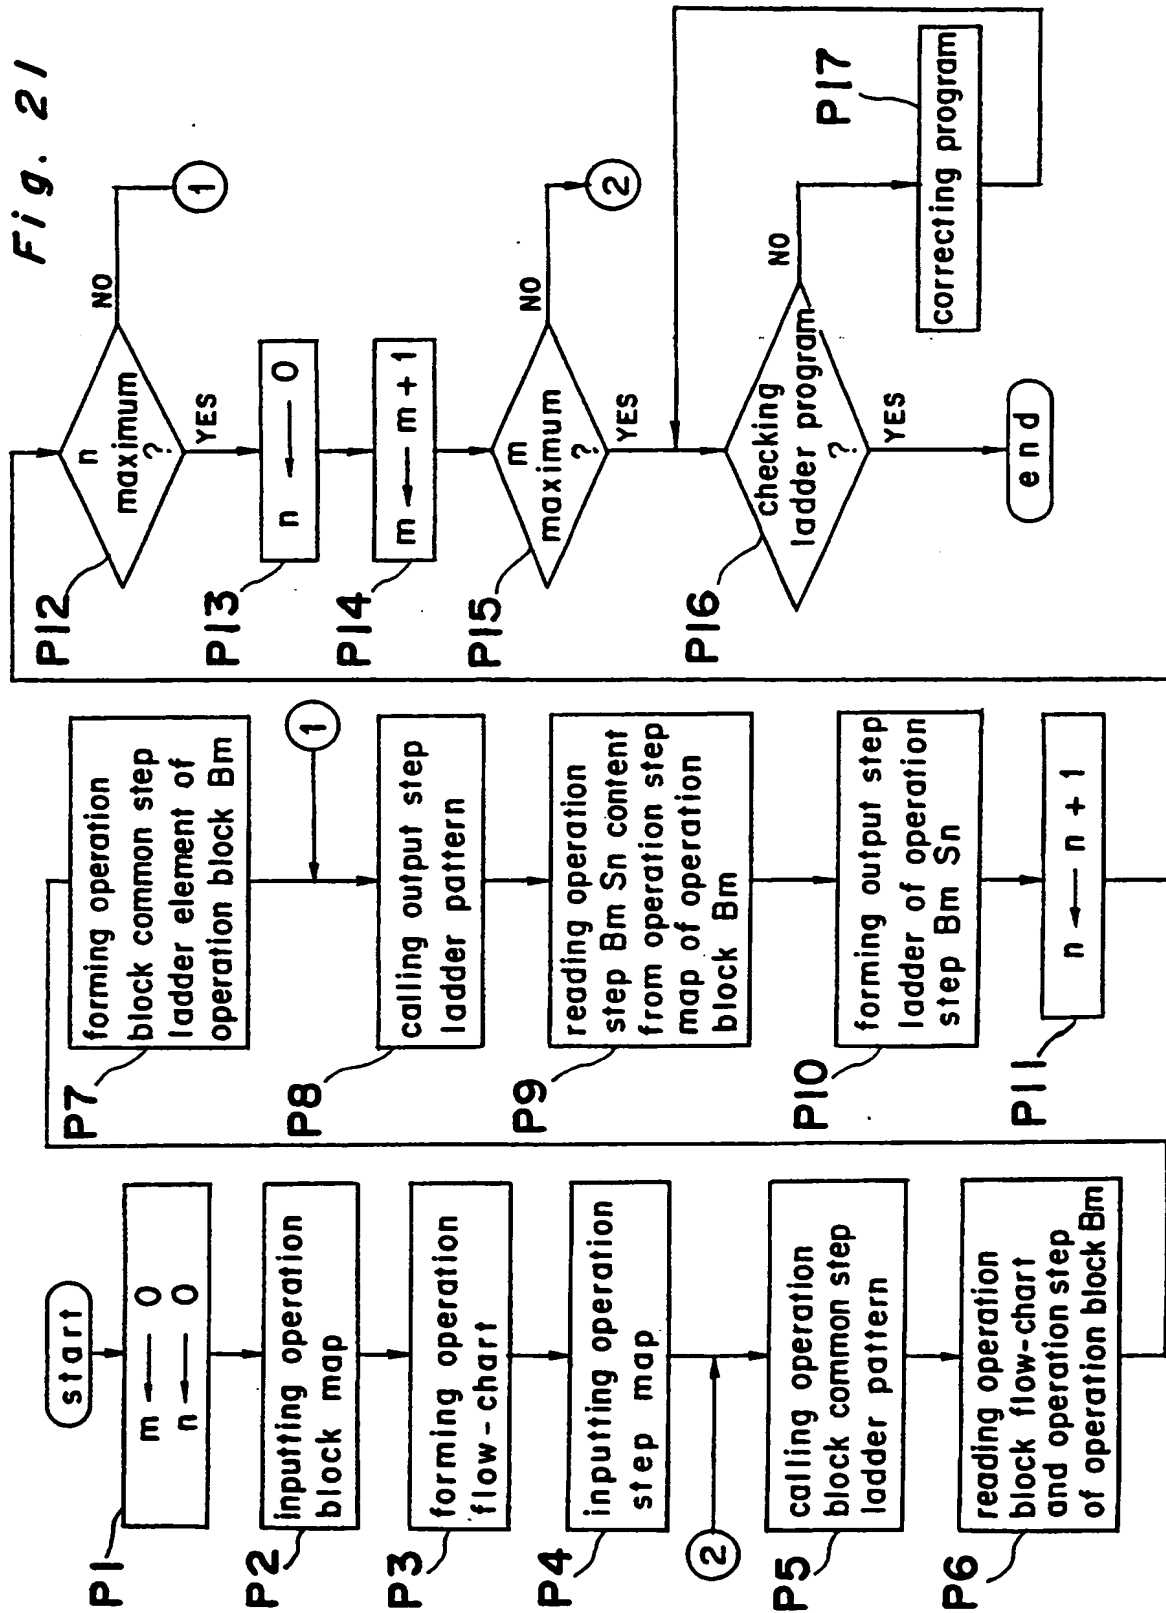 Fig. 21
start
P1
m ← 0
n ← 0
P2
inputting operation
block map
P3
forming operation
flow-chart
P4
inputting operation
step map
2
P5
calling operation
block common step
ladder pattern
P6
reading operation
block flow-chart
and operation step
of operation block Bm
P7
forming operation
block common step
ladder element of
operation block Bm
1
P8
calling output step
ladder pattern
P9
reading operation
step Bm Sn content
from operation step
map of operation
block Bm
P10
forming output step
ladder of operation
step Bm Sn
P11
n ← n + 1
P12
n
maximum
?
NO
1
YES
P13
n ← 0
P14
m ← m + 1
P15
m
maximum
?
NO
2
YES
P16
checking
ladder program
?
NO
P17
correcting program
YES
end